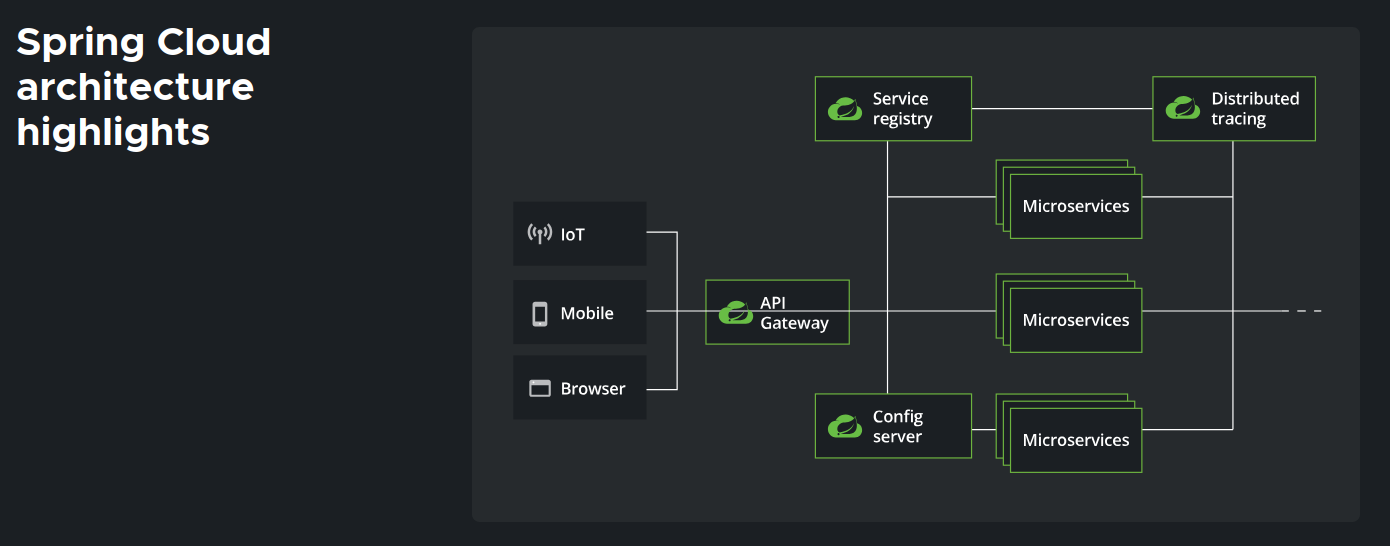 Spring Cloud
architecture
highlights
Service
registry
Distributed
tracing
Microservices
IoT
Mobile
API
Gateway
Microservices
Browser
Config
server
Microservices